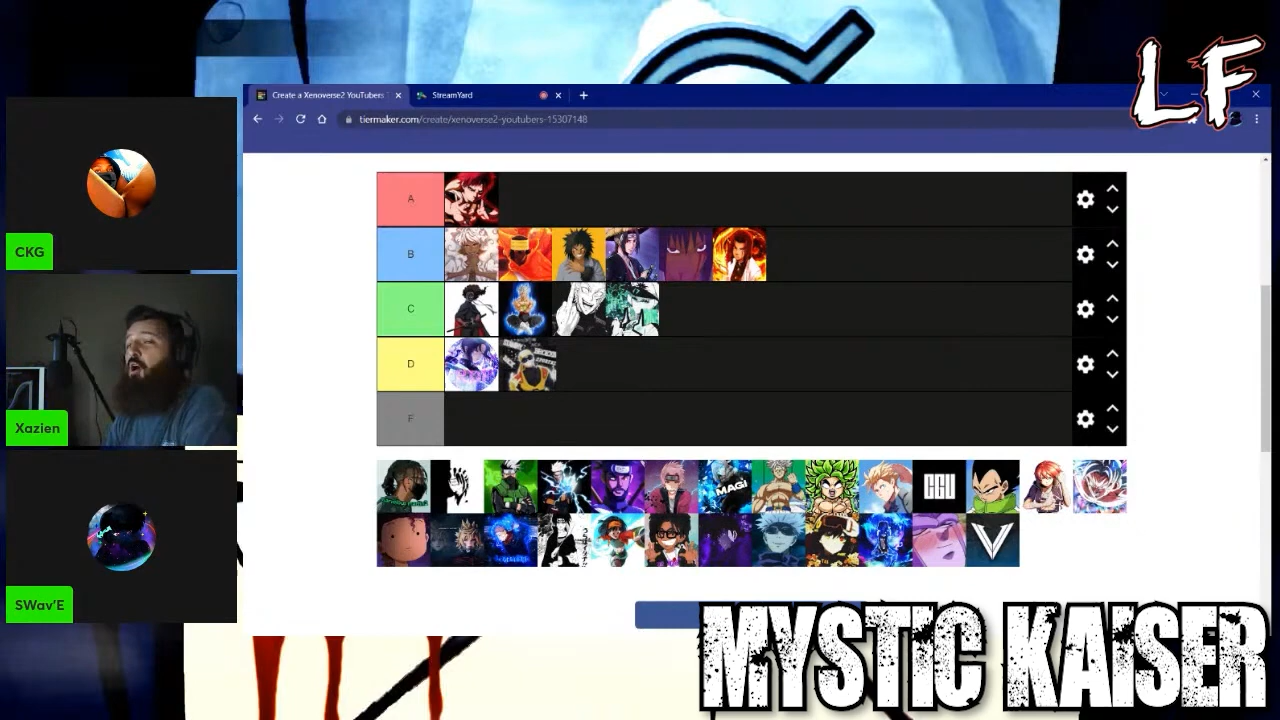 LF
Create a Xenoverse2 YouTubers
StreamYard
tiermaker.com/create/xenoverse2-youtubers-15307148
A
B
C
D
F
MAGI
CGU
CKG
Xazien
SWav'E
MYSTIC KAISER